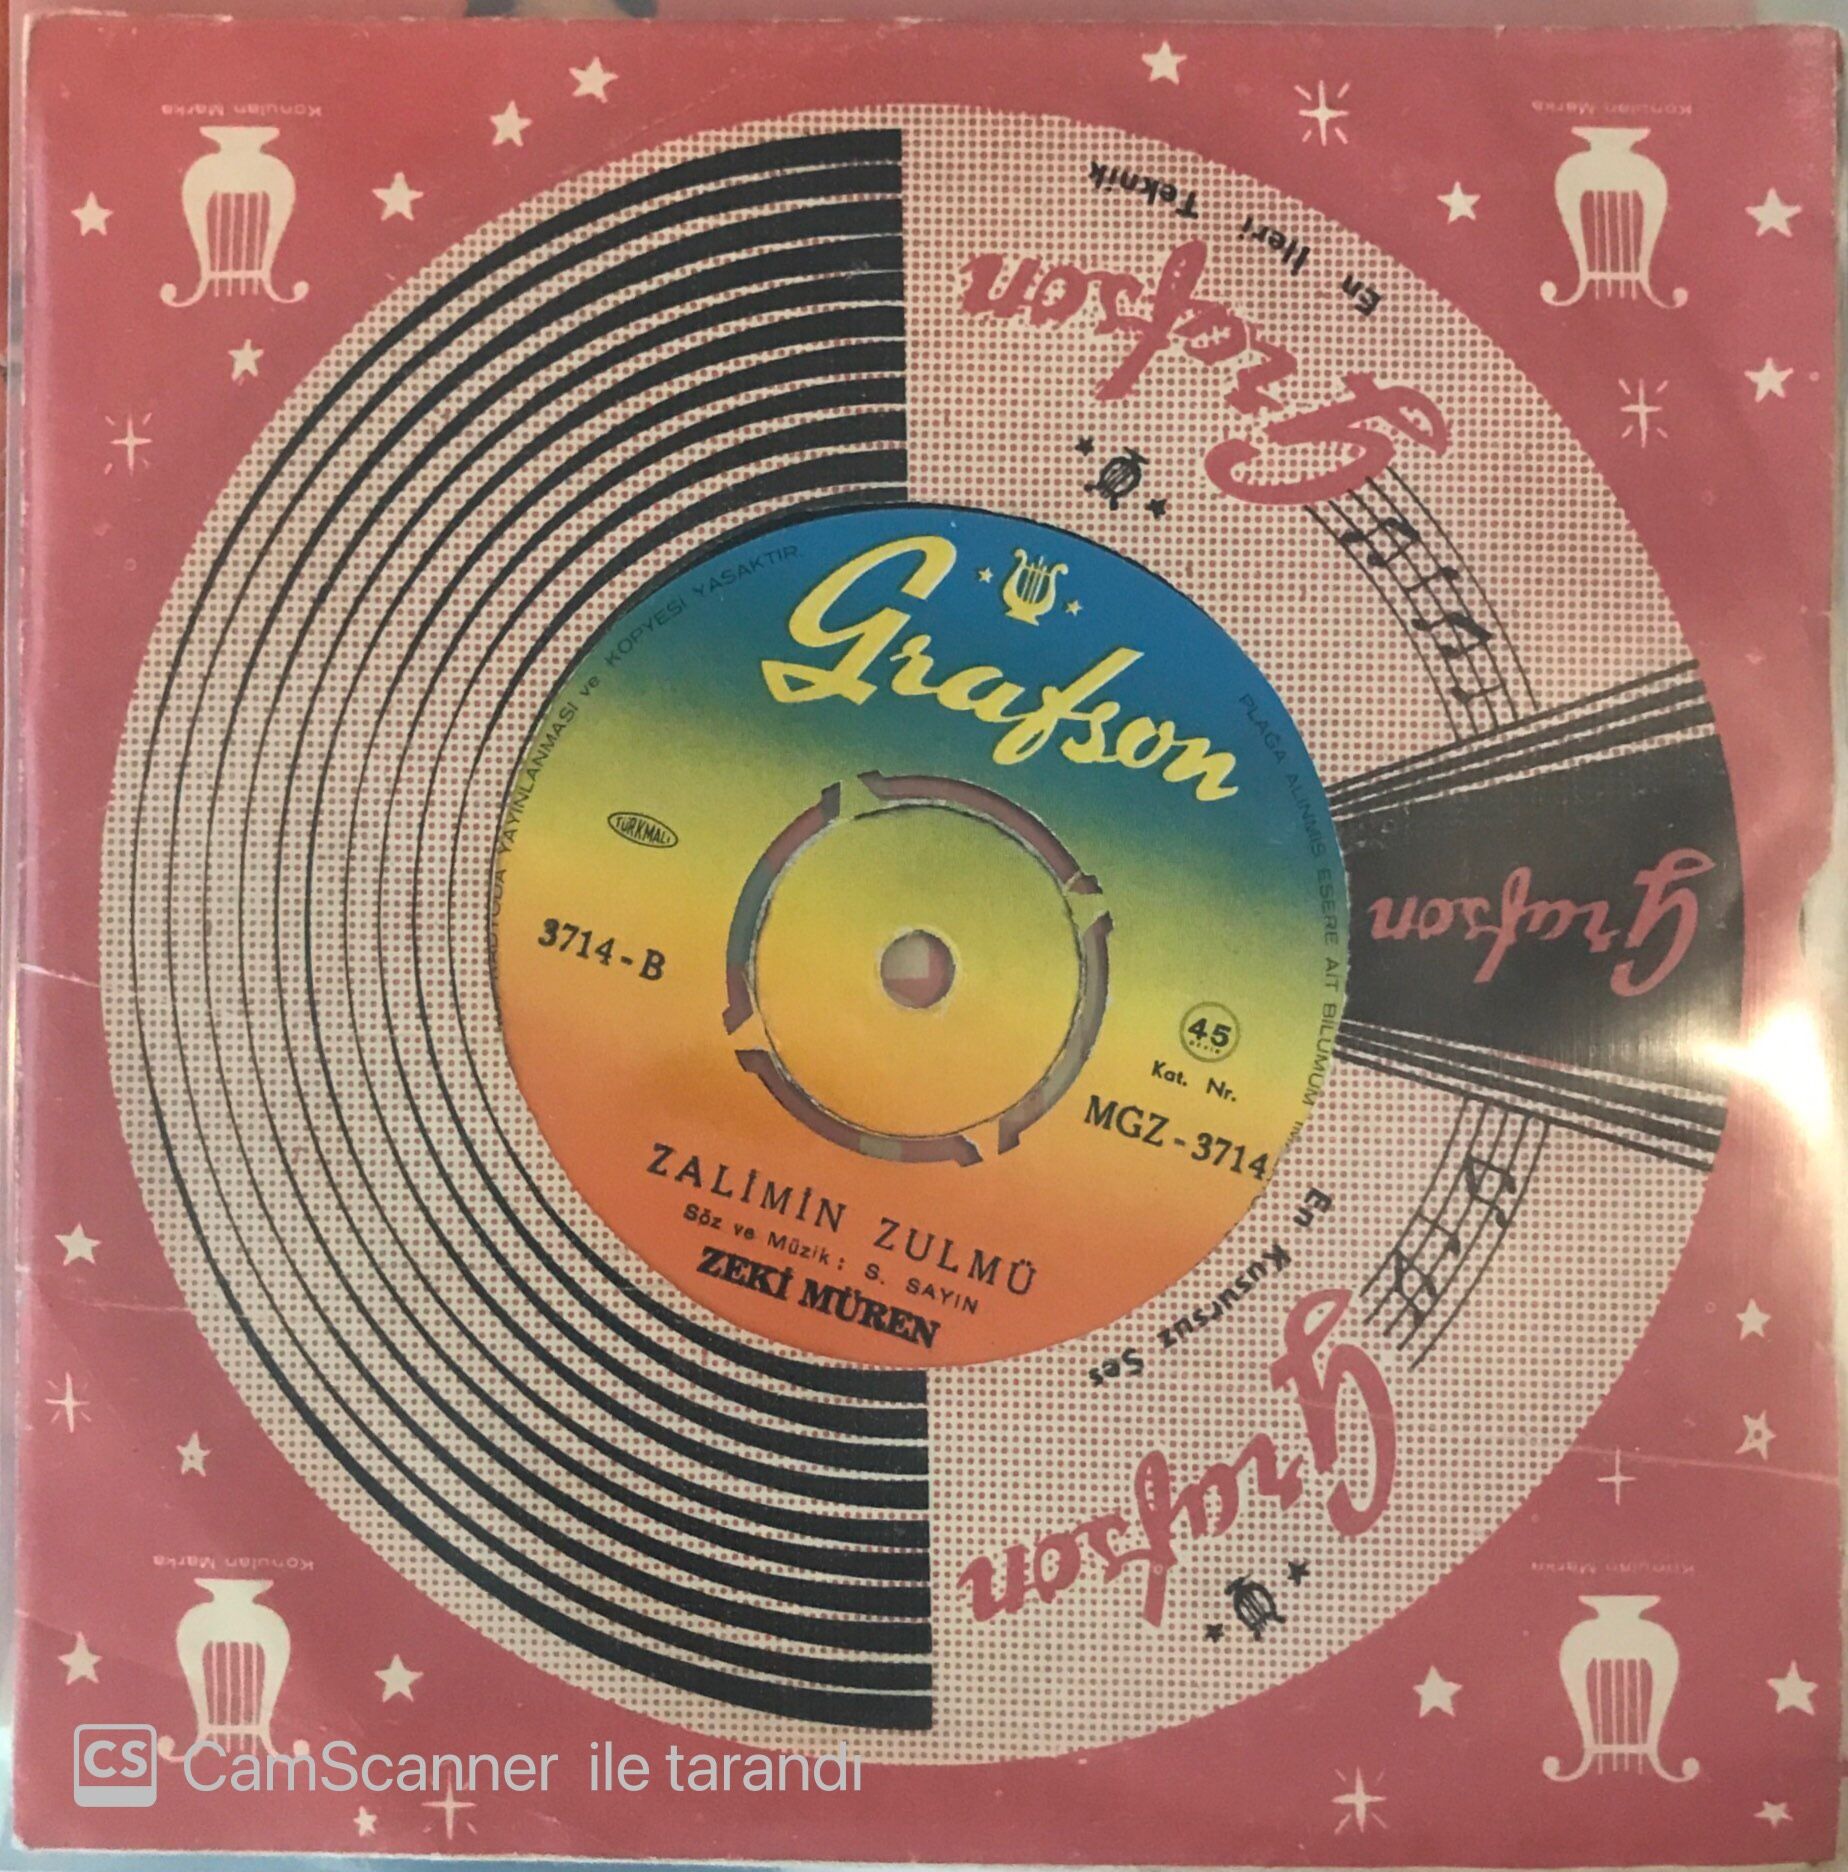 Konulan Marka
Konulan Marka
En İleri Teknik
Grafson
Grafson
RADYODA YAYINLANMASI ve KOPYESİ YASAKTIR.
PLAĞA ALINMIŞ ESERE AİT BİLUMUM
TÜRKMALI
3714-B
45
Kat. Nr.
MGZ-3714
ZALİMİN ZULMÜ
Söz ve Müzik: S. SAYIN
ZEKİ MÜREN
Grafson
En Kusursuz Ses
Grafson
Konulan Marka
Konulan Marka
CS CamScanner ile tarandı